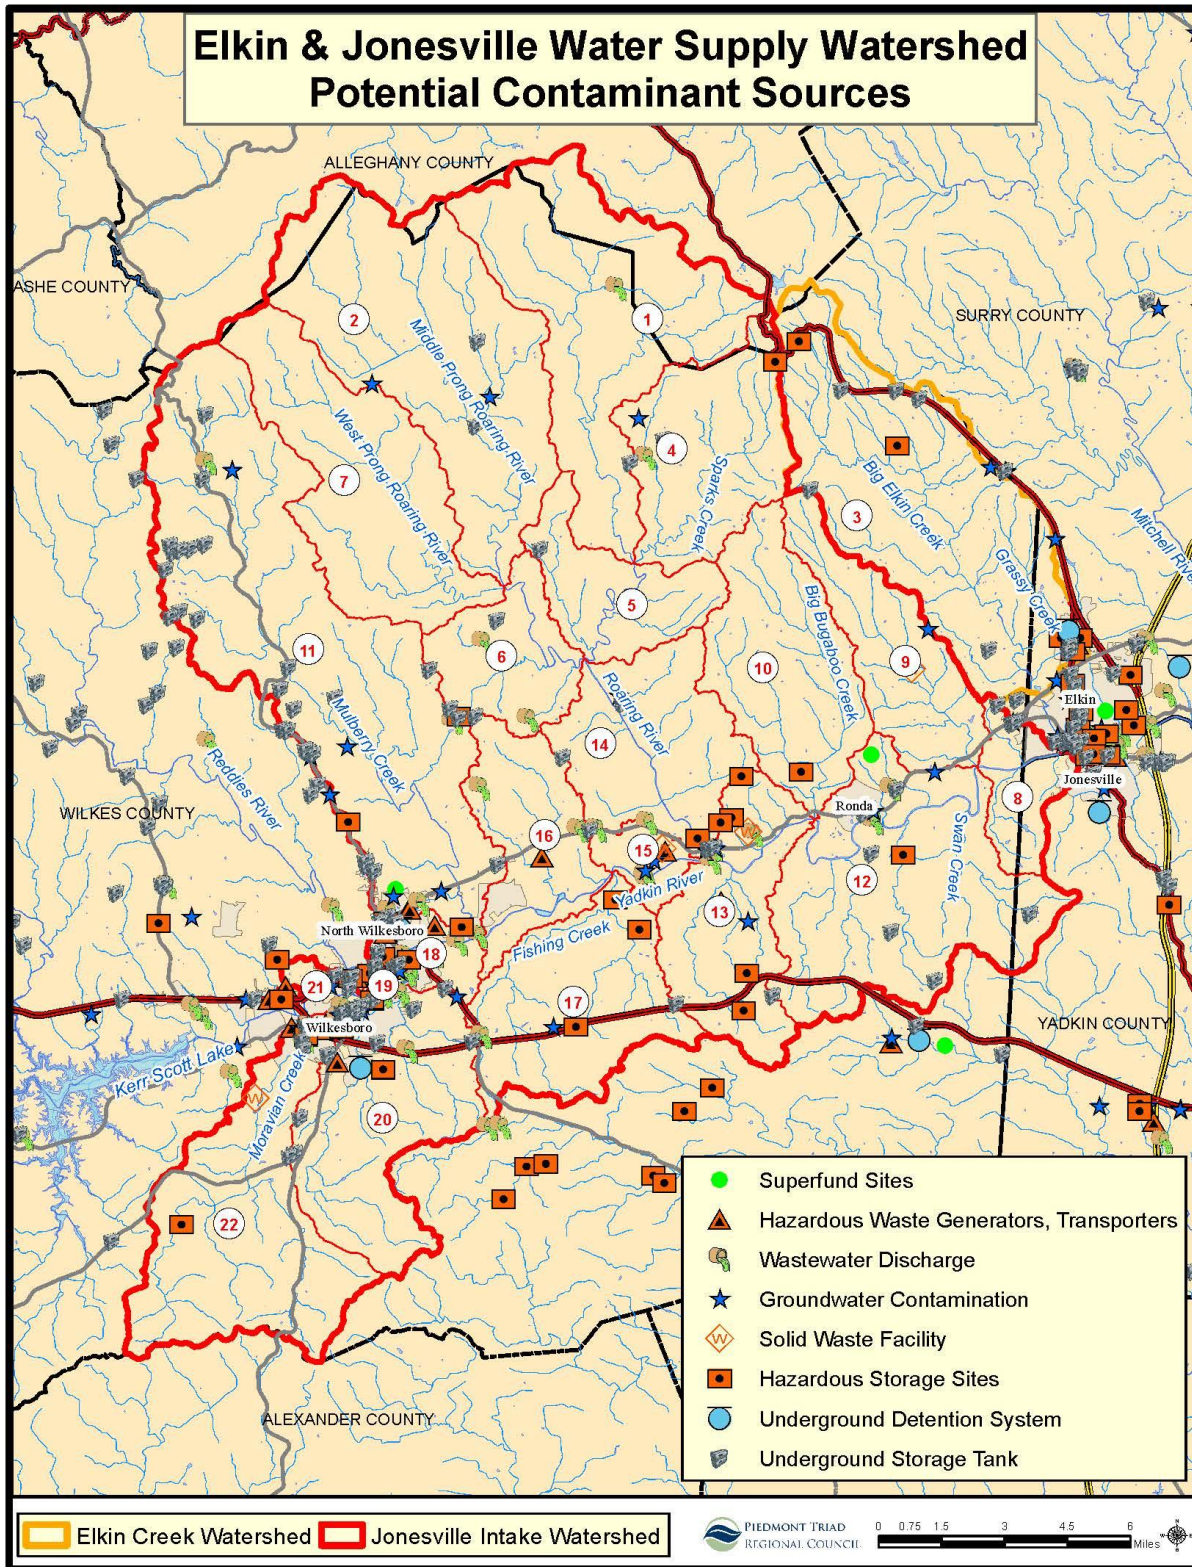 Elkin & Jonesville Water Supply Watershed
Potential Contaminant Sources
ALLEGHANY COUNTY
ASHE COUNTY
SURRY COUNTY
2
1
Middle Prong Roaring River
West Prong Roaring River
7
4
Sparks Creek
Big Elkin Creek
3
Mitchell Rive
Grassy Creek
5
Big Bugaboo Creek
11
6
10
9
Roaring River
Elkin
Mulberry Creek
Reddies River
14
Jonesville
WILKES COUNTY
Ronda
8
16
15
Swan Creek
12
Yadkin River
13
North Wilkesboro
Fishing Creek
18
21
19
17
Wilkesboro
YADKIN COUNTY
Kerr Scott Lake
Moravian Creek
20
22
ALEXANDER COUNTY
Superfund Sites
Hazardous Waste Generators, Transporters
Wastewater Discharge
Groundwater Contamination
W Solid Waste Facility
Hazardous Storage Sites
Underground Detention System
Underground Storage Tank
Elkin Creek Watershed
Jonesville Intake Watershed
PIEDMONT TRIAD
REGIONAL COUNCIL
0 0.75 1.5 3 4.5 6
Miles